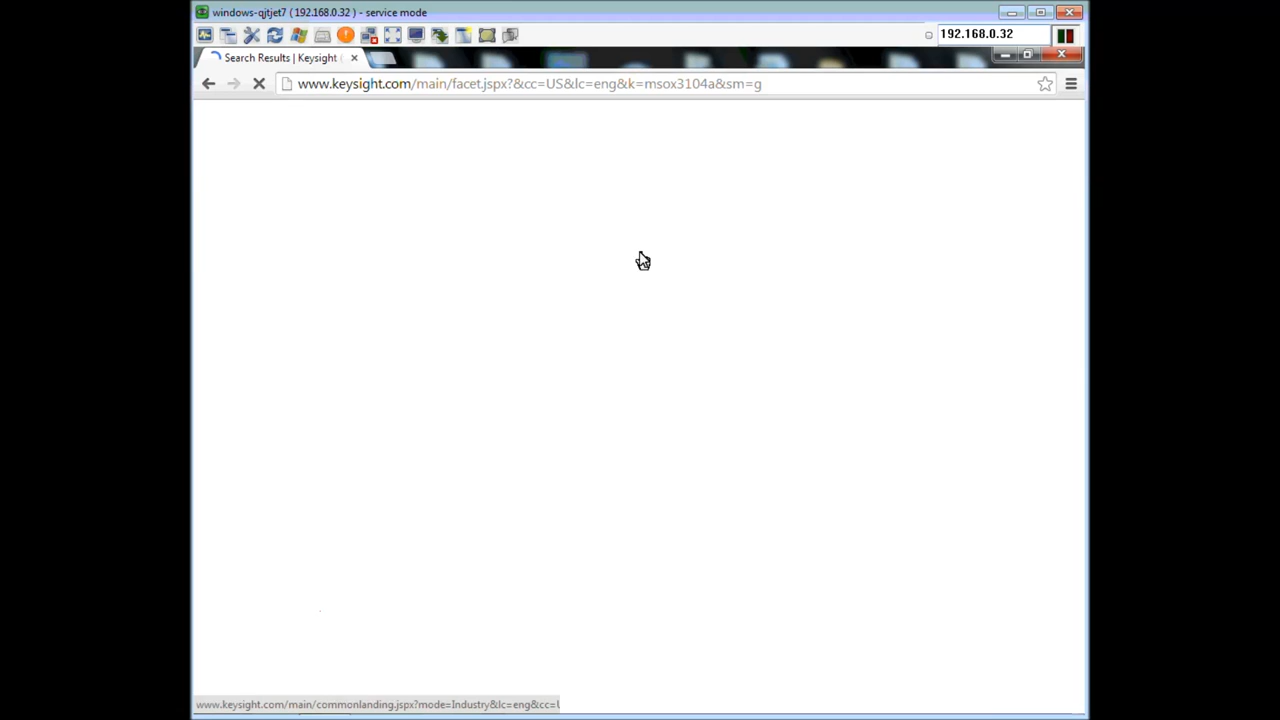 windows-qjtjet7 ( 192.168.0.32 ) - service mode
192.168.0.32
Search Results | Keysight (
www.keysight.com/main/facet.jspx?&cc=US&lc=eng&k=msox3104a&sm=g
www.keysight.com/main/commonlanding.jspx?mode=Industry&lc=eng&cc=U